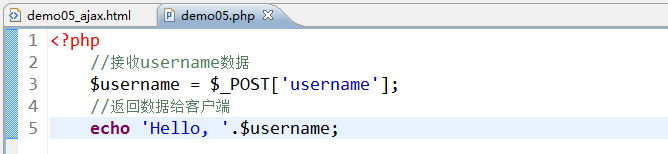 demo05_ajax.html
demo05.php
1 <?php
2 //接收username数据
3 $username = $_POST['username'];
4 //返回数据给客户端
5 echo 'Hello, '.$username;